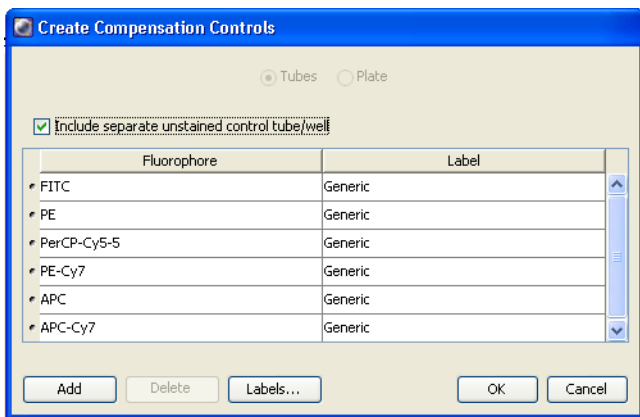 Create Compensation Controls
Tubes Plate
Include separate unstained control tube/well
Fluorophore Label
FITC Generic
PE Generic
PerCP-Cy5-5 Generic
PE-Cy7 Generic
APC Generic
APC-Cy7 Generic
Add Delete Labels... OK Cancel